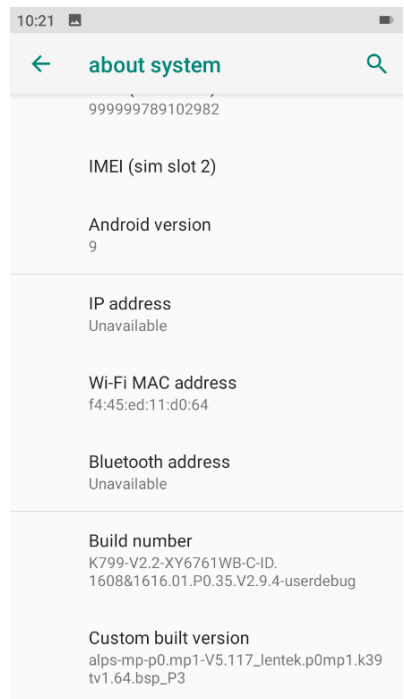 10:21
about system
999999789102982
IMEI (sim slot 2)
Android version
9
IP address
Unavailable
Wi-Fi MAC address
f4:45:ed:11:d0:64
Bluetooth address
Unavailable
Build number
K799-V2.2-XY6761WB-C-ID.
1608&1616.01.P0.35.V2.9.4-userdebug
Custom built version
alps-mp-p0.mp1-V5.117_lentek.p0mp1.k39
tv1.64.bsp_P3